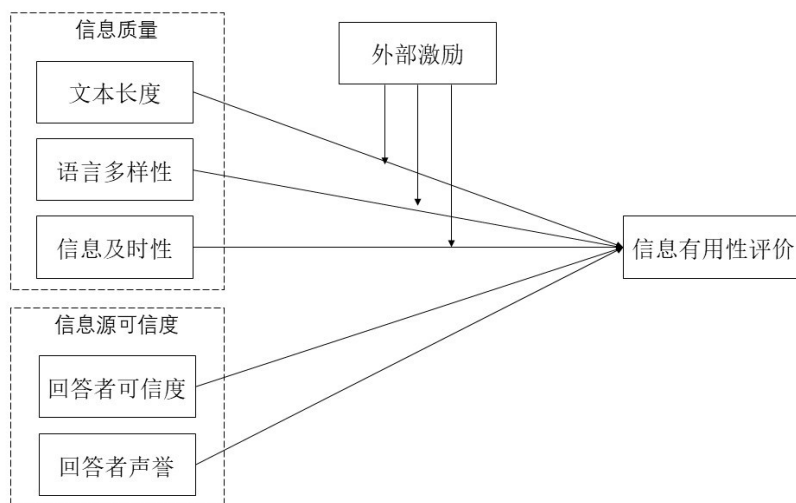 信息质量
外部激励
文本长度
语言多样性
信息及时性
信息有用性评价
信息源可信度
回答者可信度
回答者声誉